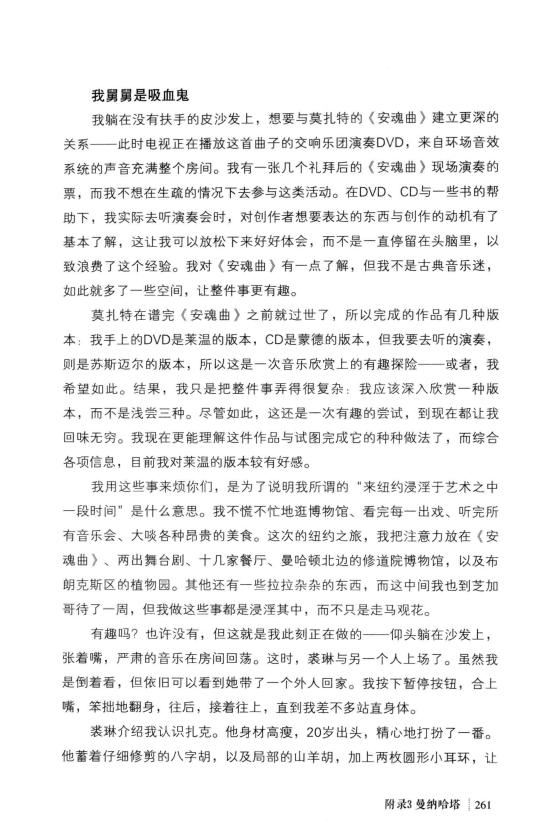 我舅舅是吸血鬼
我躺在没有扶手的皮沙发上，想要与莫扎特的《安魂曲》建立更深的
关系——此时电视正在播放这首曲子的交响乐团演奏DVD，来自环场音效
系统的声音充满整个房间。我有一张几个礼拜后的《安魂曲》现场演奏的
票，而我不想在生疏的情况下去参与这类活动。在DVD、CD与一些书的帮
助下，我实际去听演奏会时，对创作者想要表达的东西与创作的动机有了
基本了解，这让我可以放松下来好好体会，而不是一直停留在头脑里，以
致浪费了这个经验。我对《安魂曲》有一点了解，但我不是古典音乐迷，
如此就多了一些空间，让整件事更有趣。
莫扎特在谱完《安魂曲》之前就过世了，所以完成的作品有几种版
本：我手上的DVD是莱温的版本，CD是蒙德的版本，但我要去听的演奏，
则是苏斯迈尔的版本，所以这是一次音乐欣赏上的有趣探险——或者，我
希望如此。结果，我只是把整件事弄得很复杂：我应该深入欣赏一种版
本，而不是浅尝三种。尽管如此，这还是一次有趣的尝试，到现在都让我
回味无穷。我现在更能理解这件作品与试图完成它的种种做法了，而综合
各项信息，目前我对莱温的版本较有好感。
我用这些事来烦你们，是为了说明我所谓的“来纽约浸淫于艺术之中
一段时间”是什么意思。我不慌不忙地逛博物馆、看完每一出戏、听完所
有音乐会、大啖各种昂贵的美食。这次的纽约之旅，我把注意力放在《安
魂曲》、两出舞台剧、十几家餐厅、曼哈顿北边的修道院博物馆，以及布
朗克斯区的植物园。其他还有一些拉拉杂杂的东西，而这中间我也到芝加
哥待了一周，但我做这些事都是浸淫其中，而不只是走马观花。
有趣吗？也许没有，但这就是我此刻正在做的——仰头躺在沙发上，
张着嘴，严肃的音乐在房间回荡。这时，裘琳与另一个人上场了。虽然我
是倒着看，但依旧可以看到她带了一个外人回家。我按下暂停按钮，合上
嘴，笨拙地翻身，往后，接着往上，直到我差不多站直身体。
裘琳介绍我认识扎克。他身材高瘦，20岁出头，精心地打扮了一番。
他蓄着仔细修剪的八字胡，以及局部的山羊胡，加上两枚圆形小耳环，让
附录3 曼纳哈塔 261